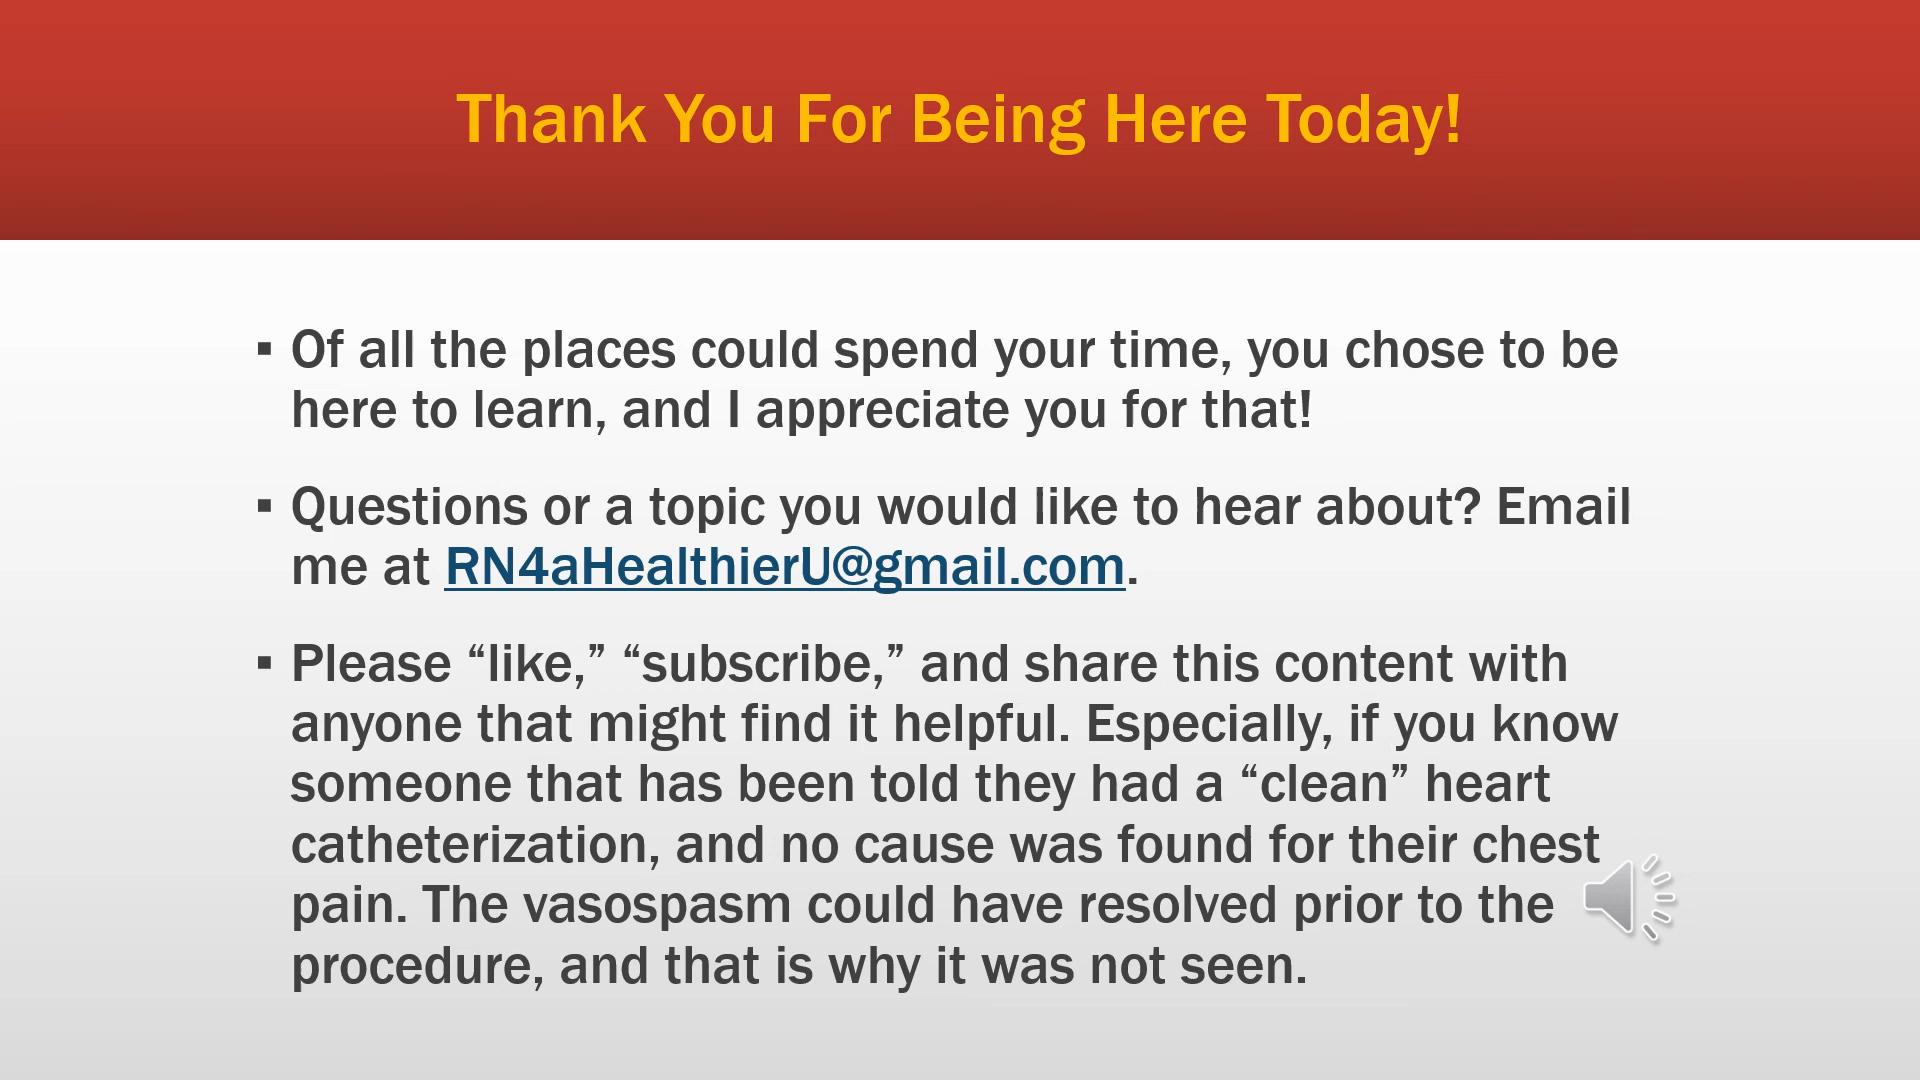 Thank You For Being Here Today!
▪ Of all the places could spend your time, you chose to be
here to learn, and I appreciate you for that!
▪ Questions or a topic you would like to hear about? Email
me at RN4aHealthierU@gmail.com.
▪ Please “like,” “subscribe,” and share this content with
anyone that might find it helpful. Especially, if you know
someone that has been told they had a “clean” heart
catheterization, and no cause was found for their chest
pain. The vasospasm could have resolved prior to the
procedure, and that is why it was not seen.